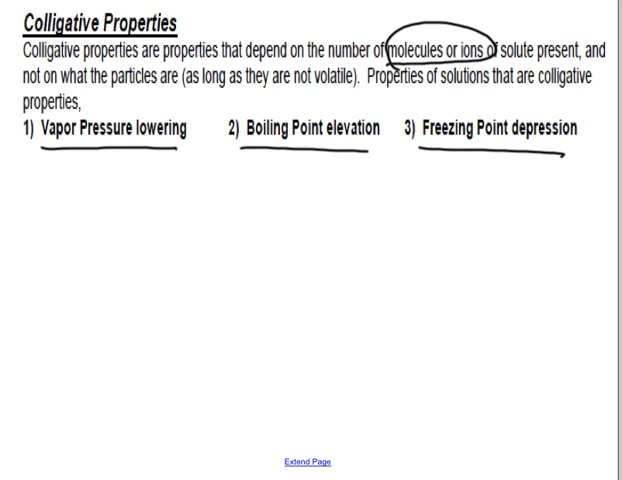 Colligative Properties
Colligative properties are properties that depend on the number of molecules or ions of solute present, and
not on what the particles are (as long as they are not volatile). Properties of solutions that are colligative
properties,
1) Vapor Pressure lowering 2) Boiling Point elevation 3) Freezing Point depression
Extend Page